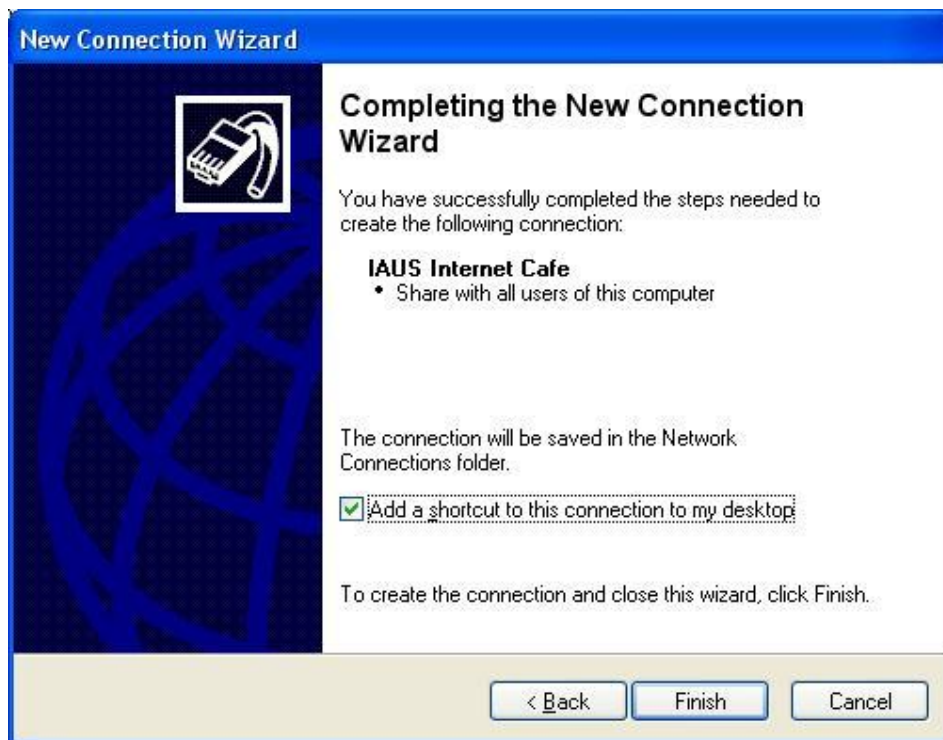 New Connection Wizard
Completing the New Connection
Wizard
You have successfully completed the steps needed to
create the following connection:
IAUS Internet Cafe
• Share with all users of this computer
The connection will be saved in the Network
Connections folder.
Add a shortcut to this connection to my desktop
To create the connection and close this wizard, click Finish.
< Back Finish Cancel